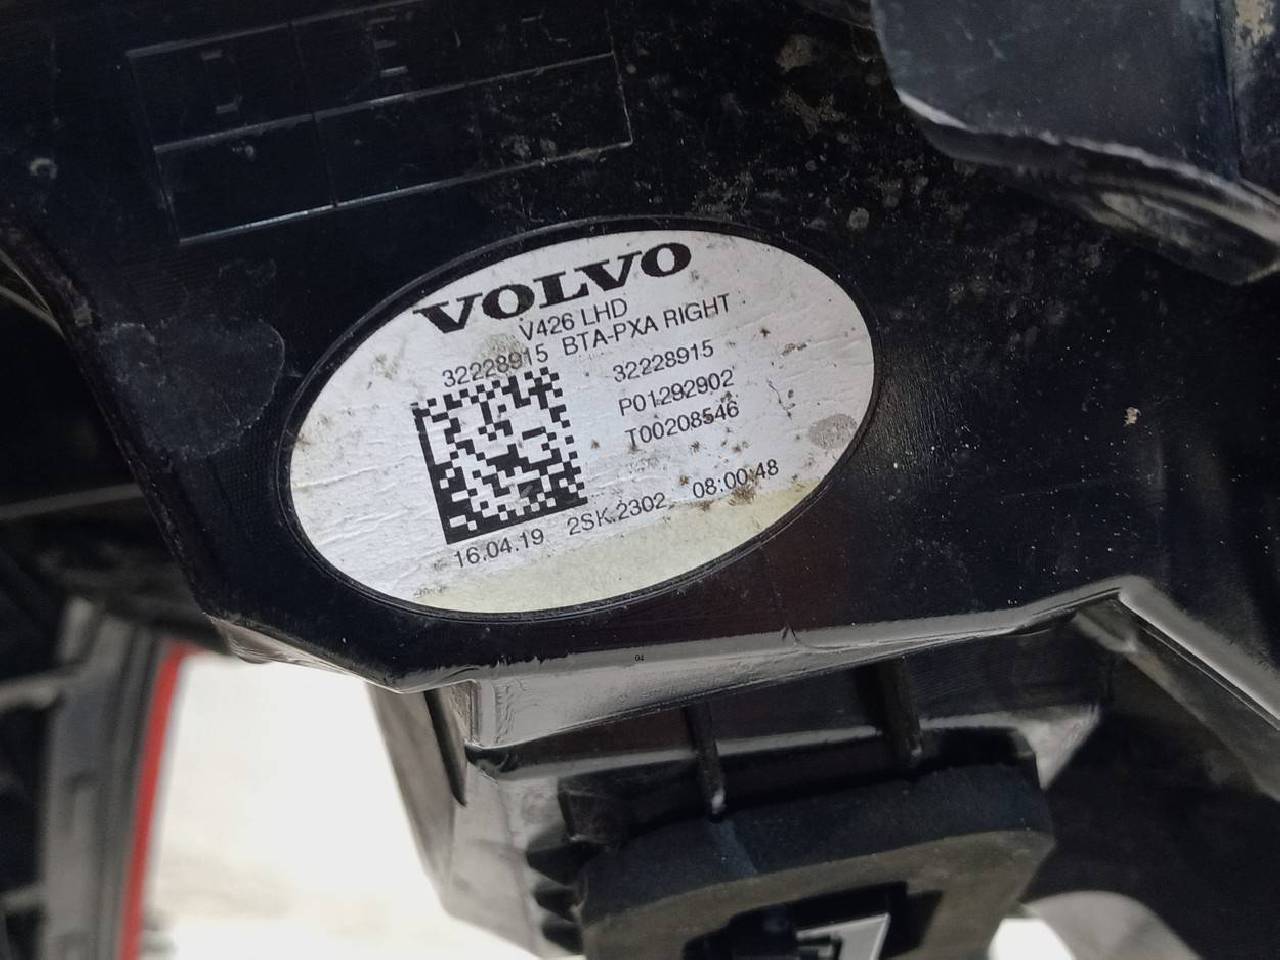 VOLVO
V426 LHD
32228915 BTA-PXA RIGHT
32228915
P01292902
T00208546
16.04.19 2SK.2302 08:00:48